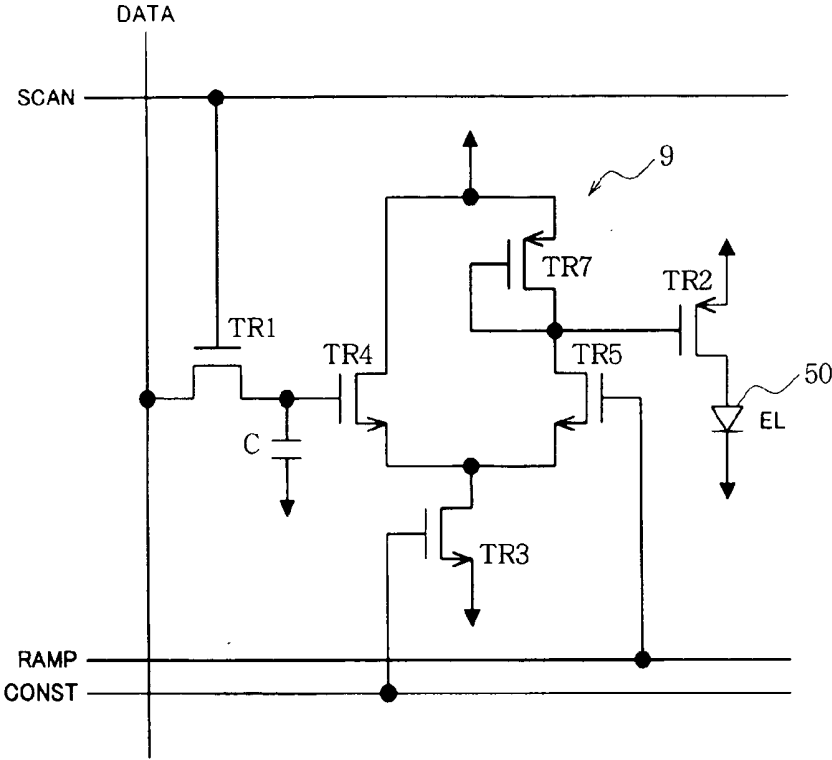 DATA
SCAN
9
TR7
TR2
TR1
TR4
TR5
50
C
EL
TR3
RAMP
CONST